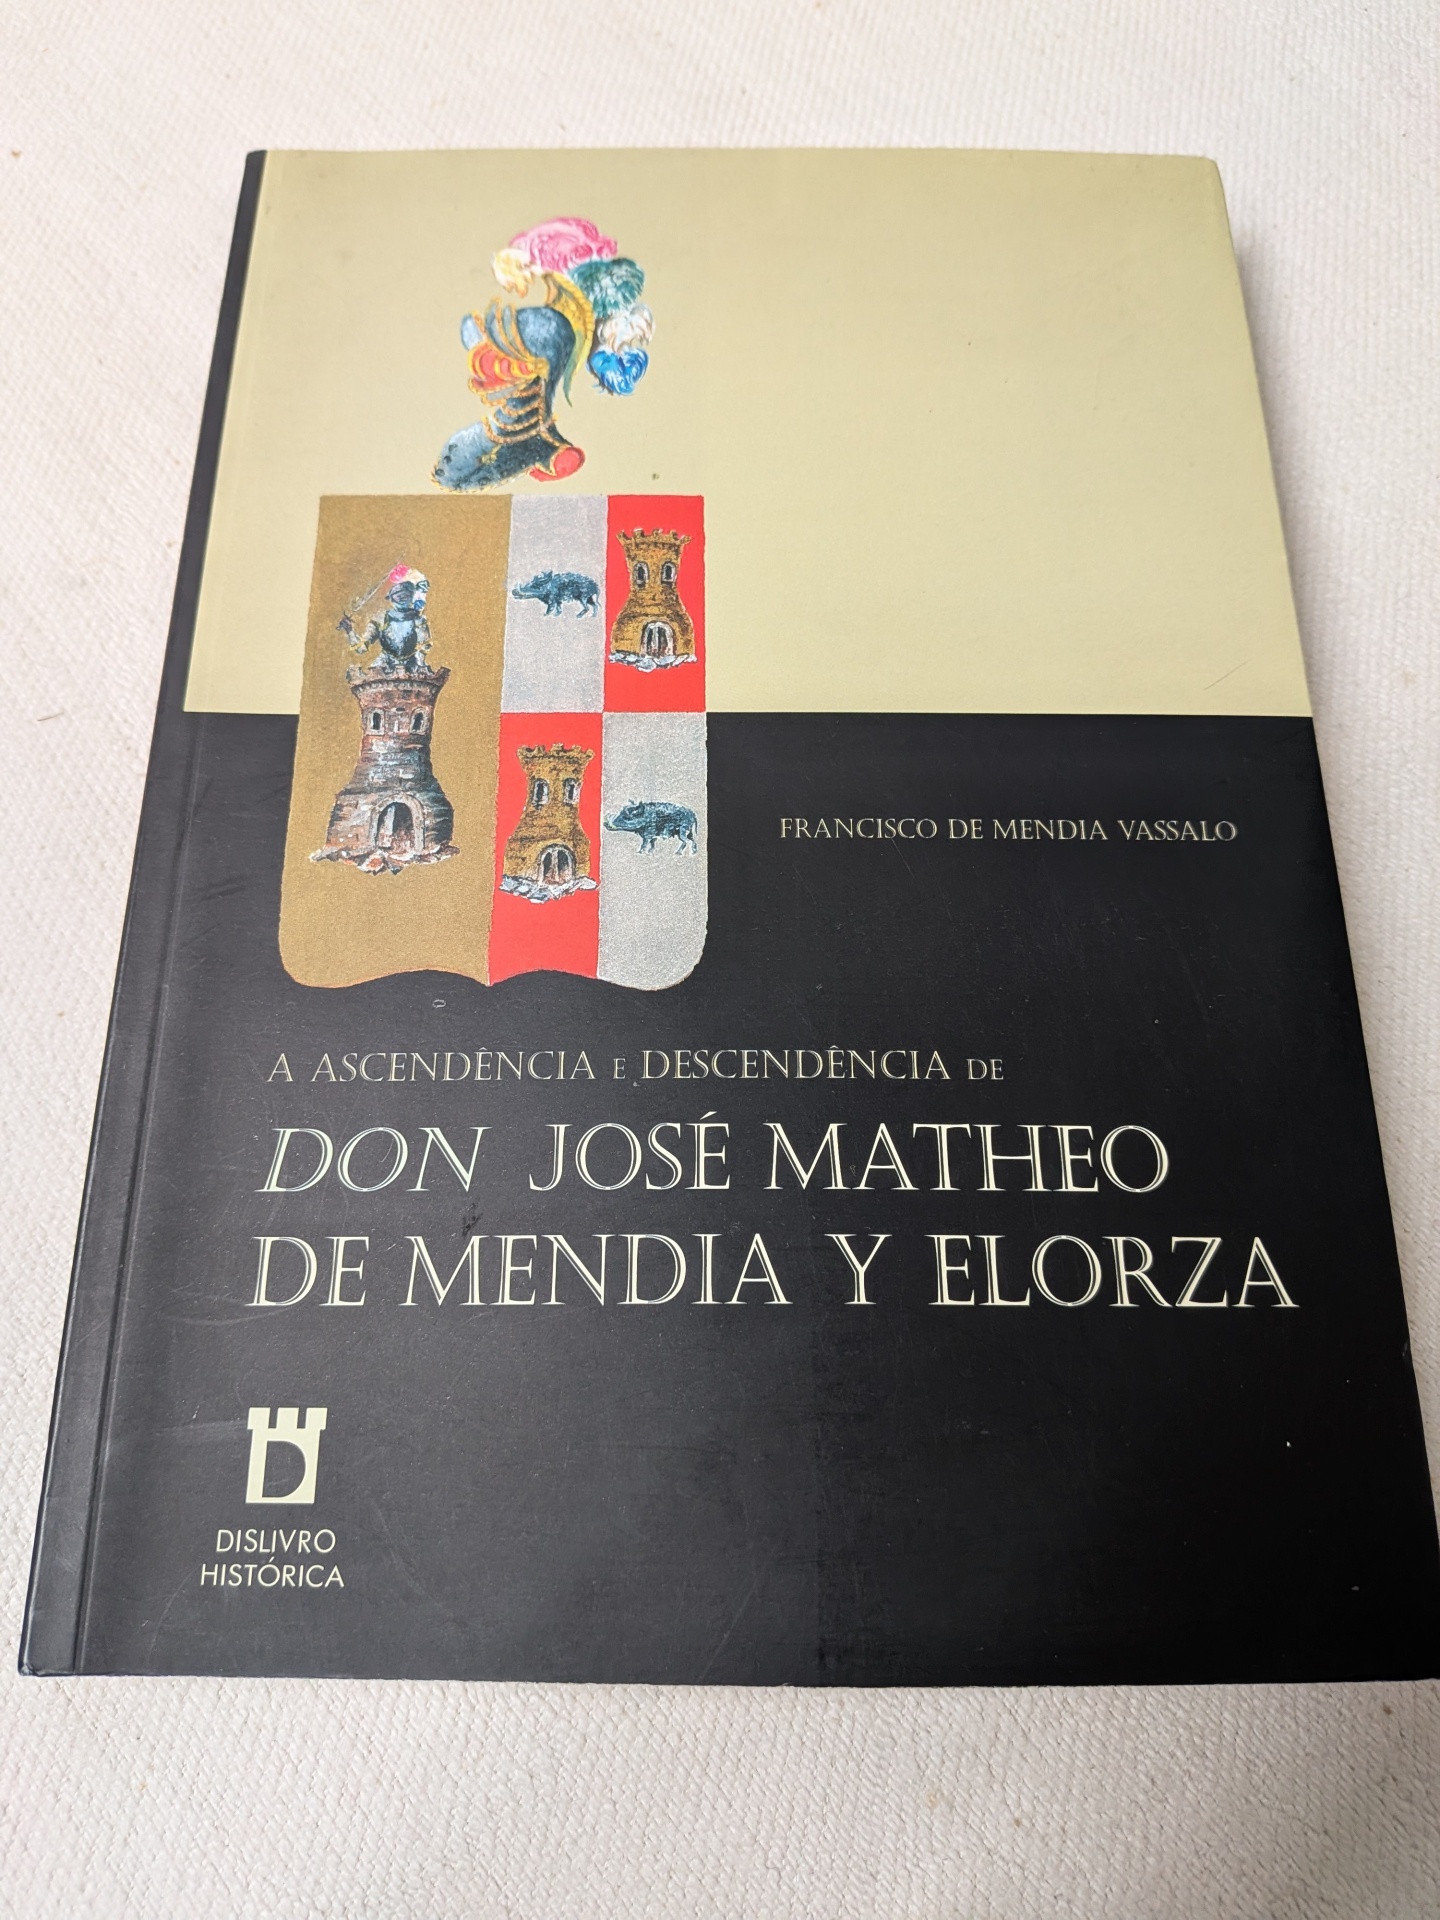 FRANCISCO DE MENDIA VASSALO
A ASCENDÊNCIA E DESCENDÊNCIA DE
DON JOSÉ MATHEO
DE MENDIA Y ELORZA
D
DISLIVRO
HISTÓRICA